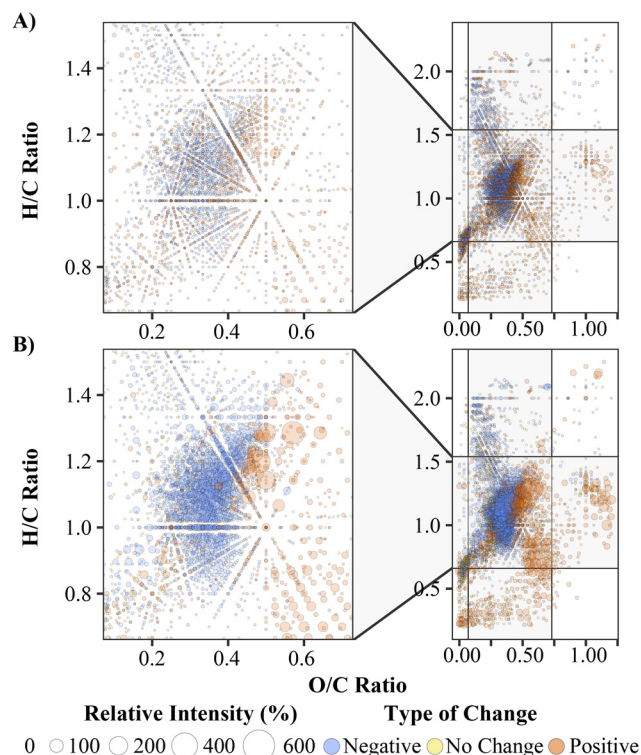 A)
H/C Ratio
1.4
1.2
1.0
0.8
0.2 0.4 0.6
2.0
1.5
1.0
0.5
0.00 0.50 1.00
B)
H/C Ratio
1.4
1.2
1.0
0.8
0.2 0.4 0.6
2.0
1.5
1.0
0.5
0.00 0.50 1.00
O/C Ratio
Relative Intensity (%) Type of Change
0 100 200 400 600 Negative No Change Positive